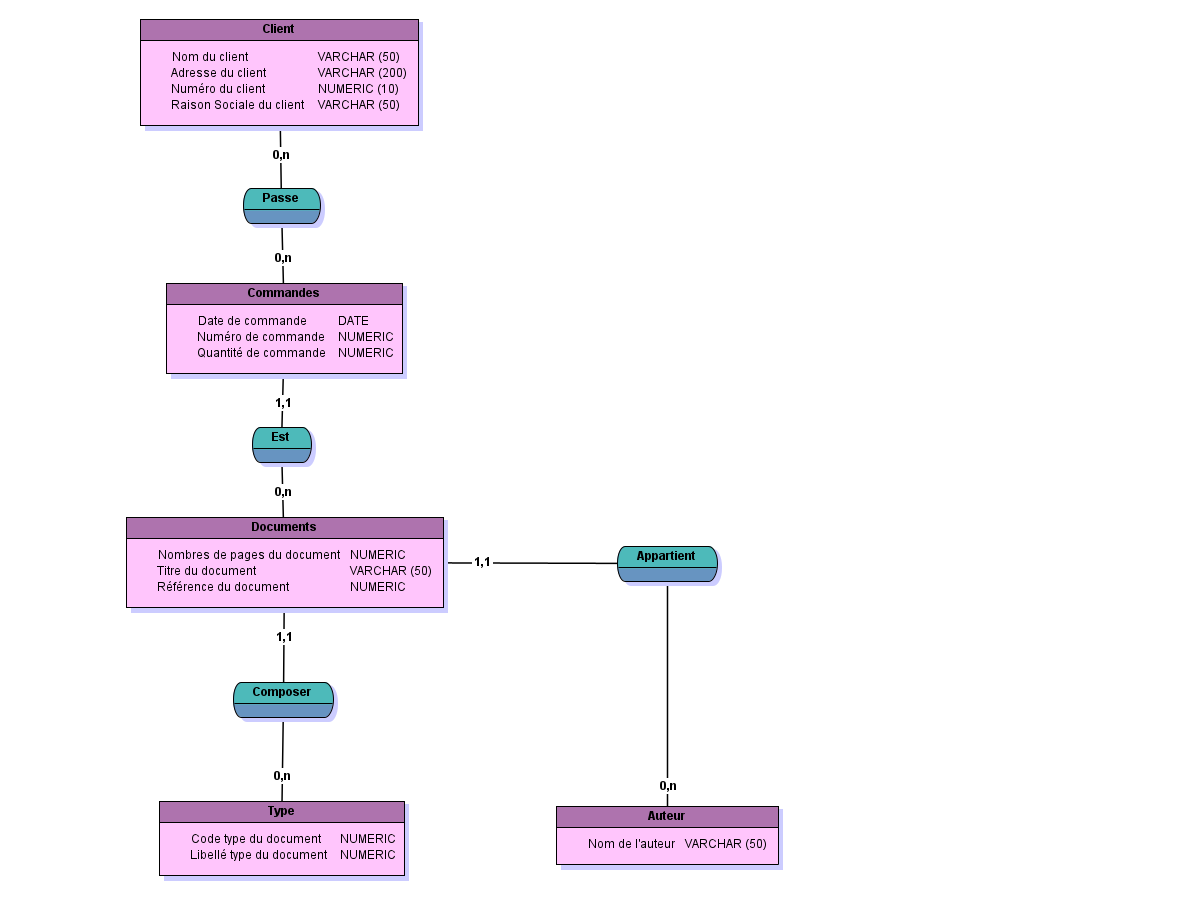 Client
Nom du client VARCHAR (50)
Adresse du client VARCHAR (200)
Numéro du client NUMERIC (10)
Raison Sociale du client VARCHAR (50)
0,n
Passe
0,n
Commandes
Date de commande DATE
Numéro de commande NUMERIC
Quantité de commande NUMERIC
1,1
Est
0,n
Documents
Nombres de pages du document NUMERIC
Titre du document VARCHAR (50)
Référence du document NUMERIC
1,1
Appartient
1,1
Composer
0,n
0,n
Type
Code type du document NUMERIC
Libellé type du document NUMERIC
Auteur
Nom de l'auteur VARCHAR (50)